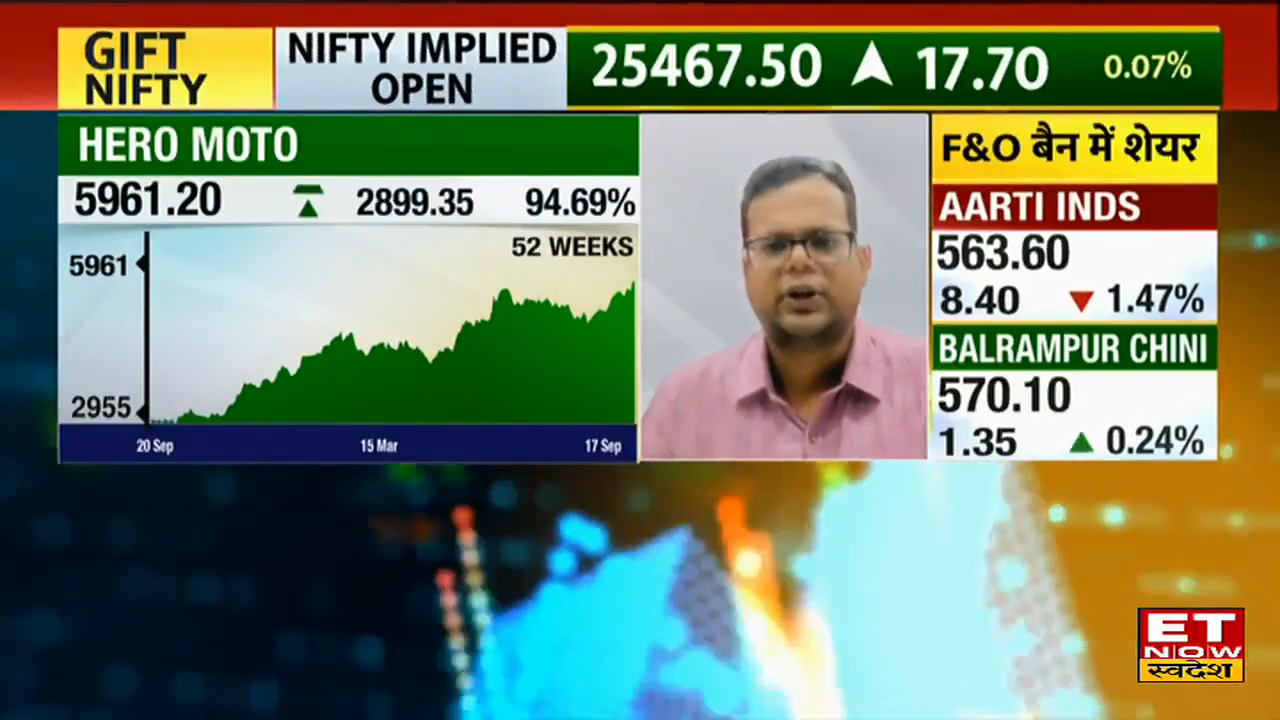 GIFT
NIFTY
NIFTY IMPLIED
OPEN
25467.50 17.70 0.07%
HERO MOTO
5961.20 2899.35 94.69%
52 WEEKS
5961
2955
20 Sep 15 Mar 17 Sep
F&O बैन में शेयर
AARTI INDS
563.60
8.40 1.47%
BALRAMPUR CHINI
570.10
1.35 0.24%
ET
NOW
स्वदेश